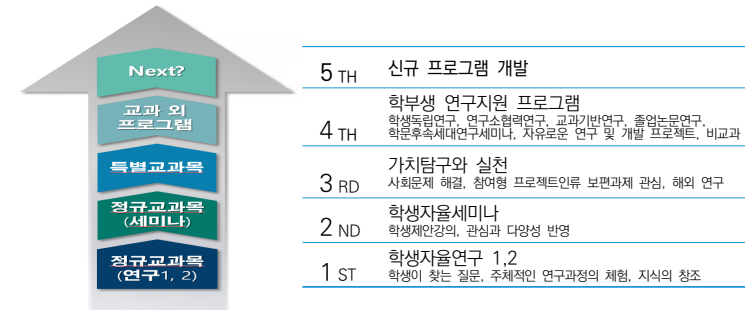 Next?
5 TH 신규 프로그램 개발
교과 외
프로그램
4 TH 학부생 연구지원 프로그램
학생독립연구, 연구소협력연구, 교과기반연구, 졸업논문연구,
학문후속세대연구세미나, 자유로운 연구 및 개발 프로젝트, 비교과
특별교과목
3 RD 가치탐구와 실천
사회문제 해결, 참여형 프로젝트인류 보편과제 관심, 해외 연구
정규교과목
(세미나)
2 ND 학생자율세미나
학생제안강의, 관심과 다양성 반영
정규교과목
(연구1, 2)
1 ST 학생자율연구 1,2
학생이 찾는 질문, 주체적인 연구과정의 체험, 지식의 창조